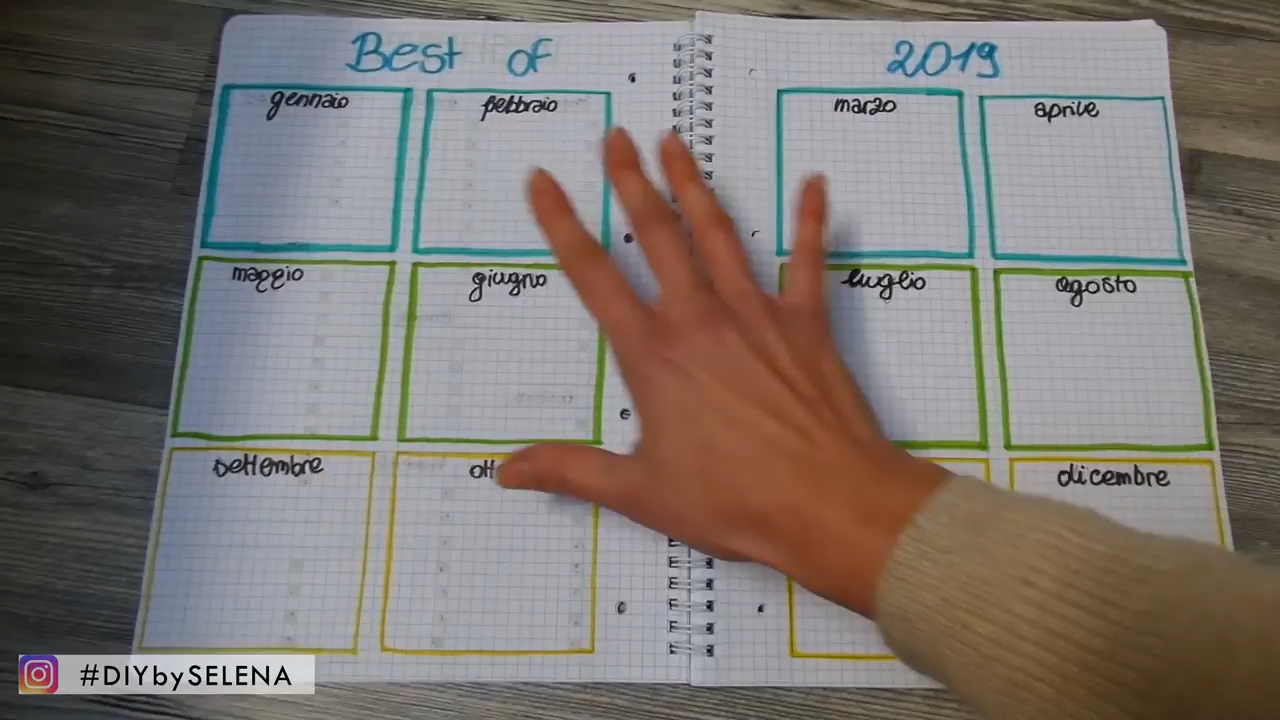 Best of 2019
gennaio febbraio marzo aprile
maggio giugno luglio agosto
settembre dicembre
#DIYbySELENA